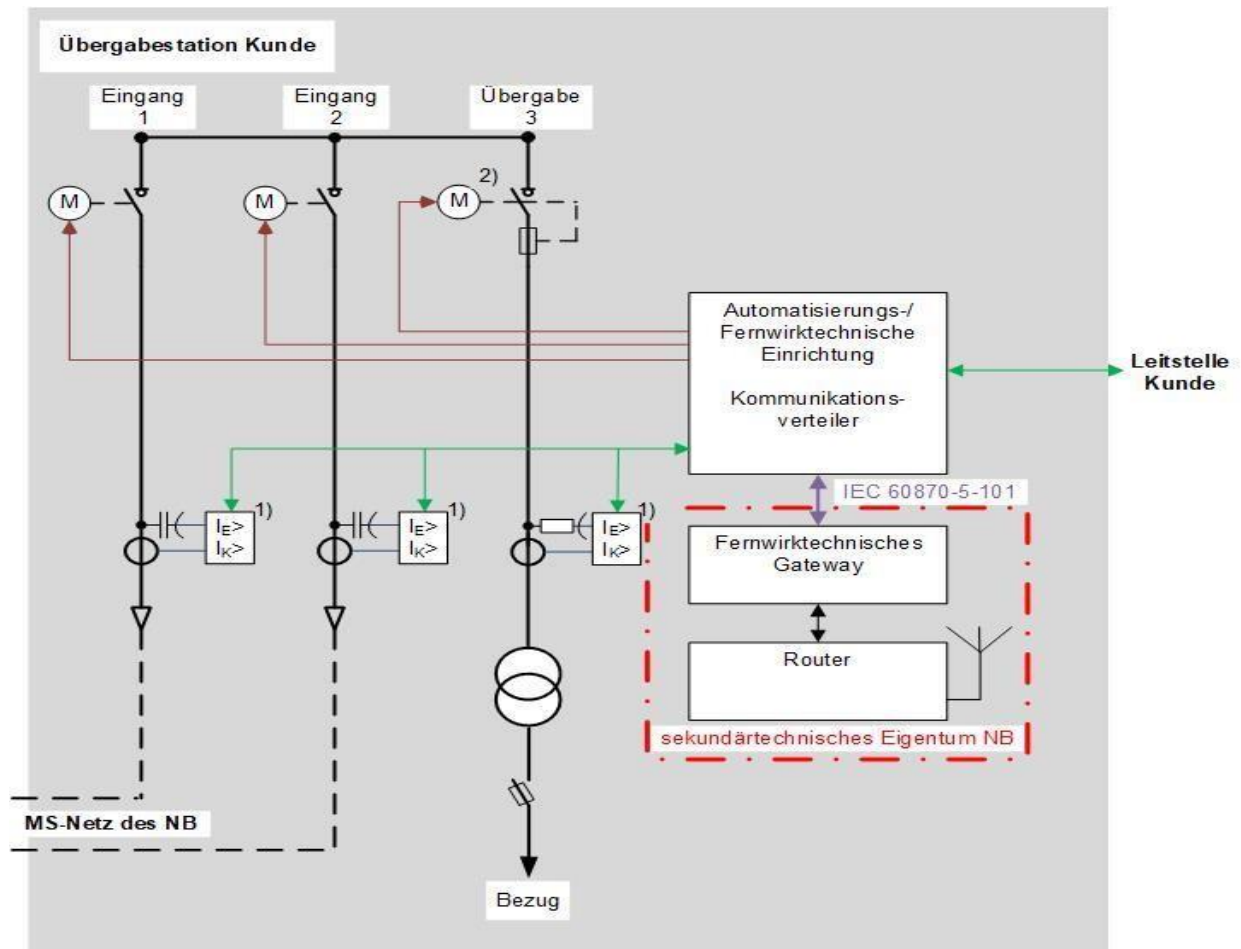 Übergabestation Kunde
Eingang
1
Eingang
2
Übergabe
3
M
M
2)
M
Automatisierungs-/
Fernwirktechnische
Einrichtung
Kommunikations-
verteiler
Leitstelle
Kunde
IEC 60870-5-101
1)
IE>
IK>
1)
IE>
IK>
1)
IE>
IK>
Fernwirktechnisches
Gateway
Router
sekundärtechnisches Eigentum NB
MS-Netz des NB
Bezug